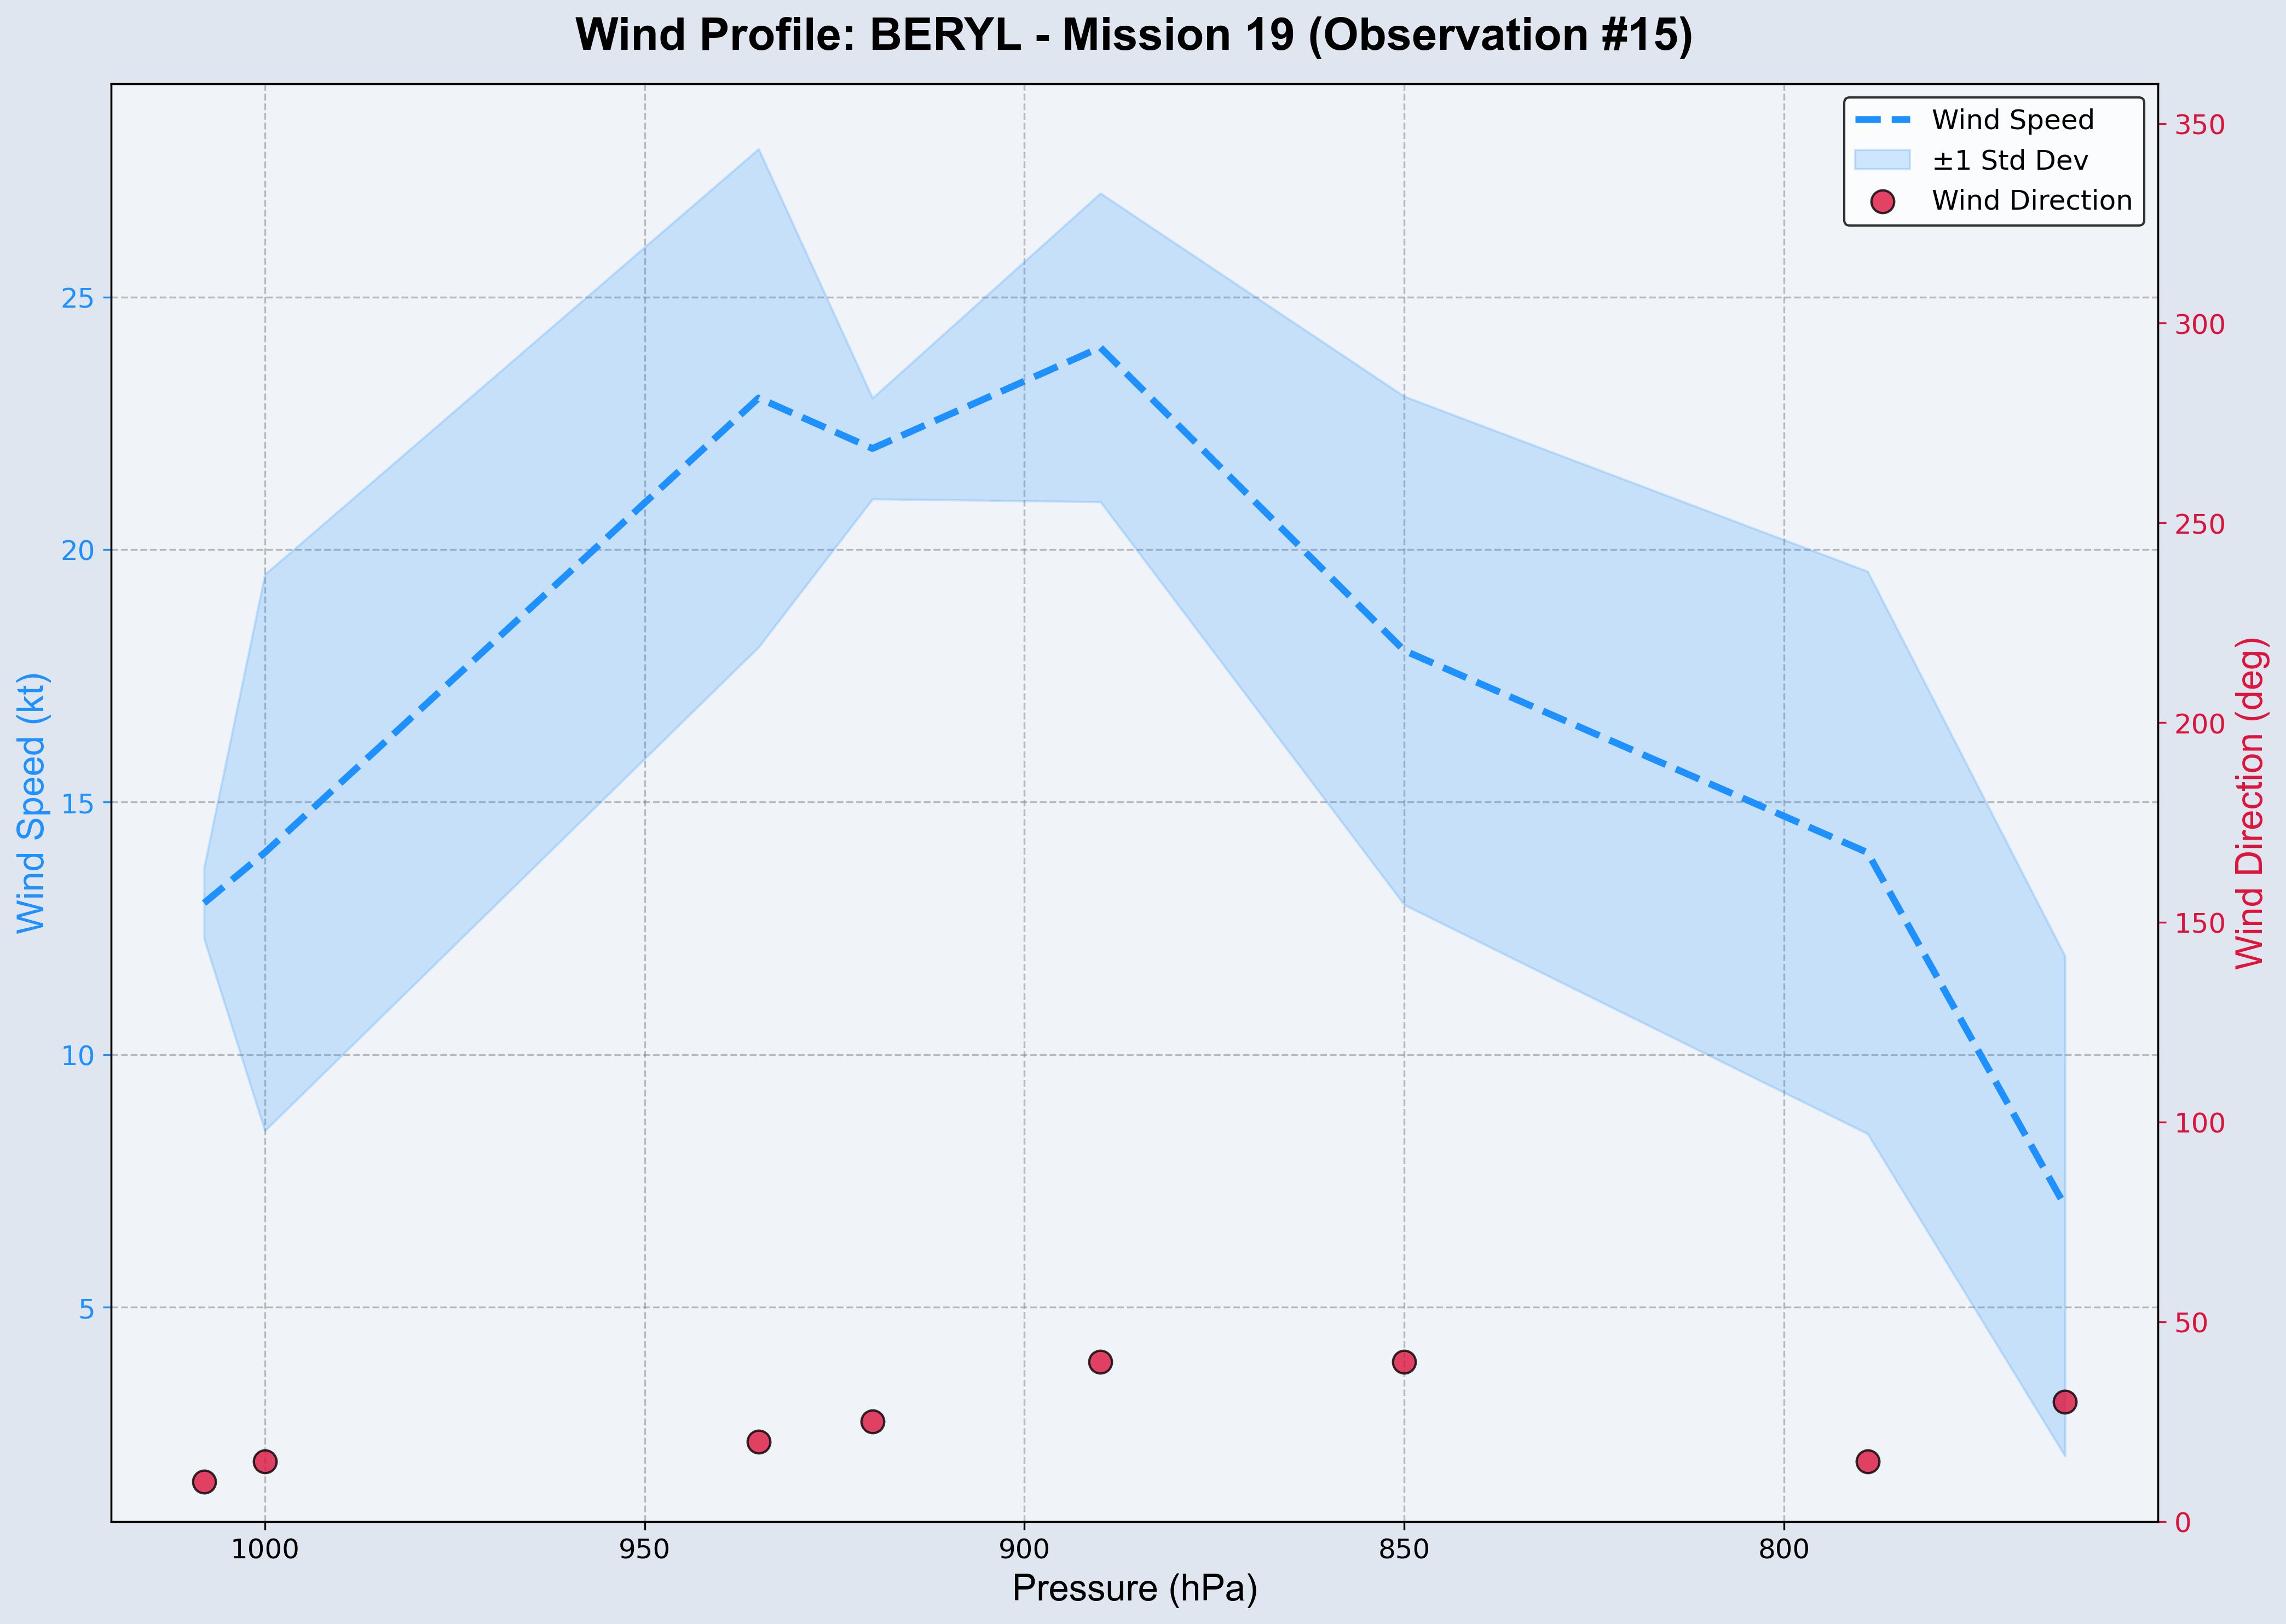 Wind Profile: BERYL - Mission 19 (Observation #15)
Wind Speed
±1 Std Dev
Wind Direction
25
20
15
10
5
Wind Speed (kt)
350
300
250
200
150
100
50
0
Wind Direction (deg)
1000 950 900 850 800
Pressure (hPa)